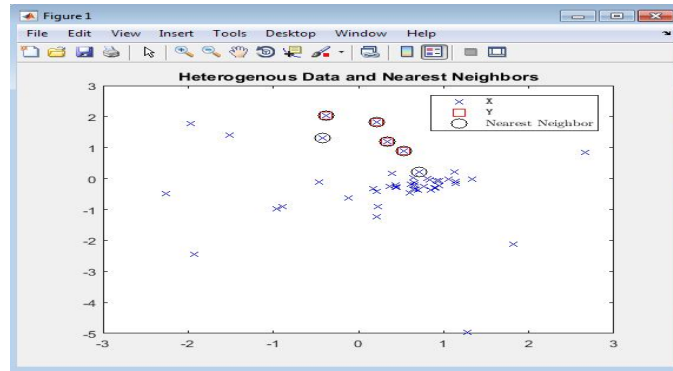 Figure 1
File Edit View Insert Tools Desktop Window Help
Heterogenous Data and Nearest Neighbors
X
Y
Nearest Neighbor
3
2
1
0
-1
-2
-3
-4
-5
-3 -2 -1 0 1 2 3